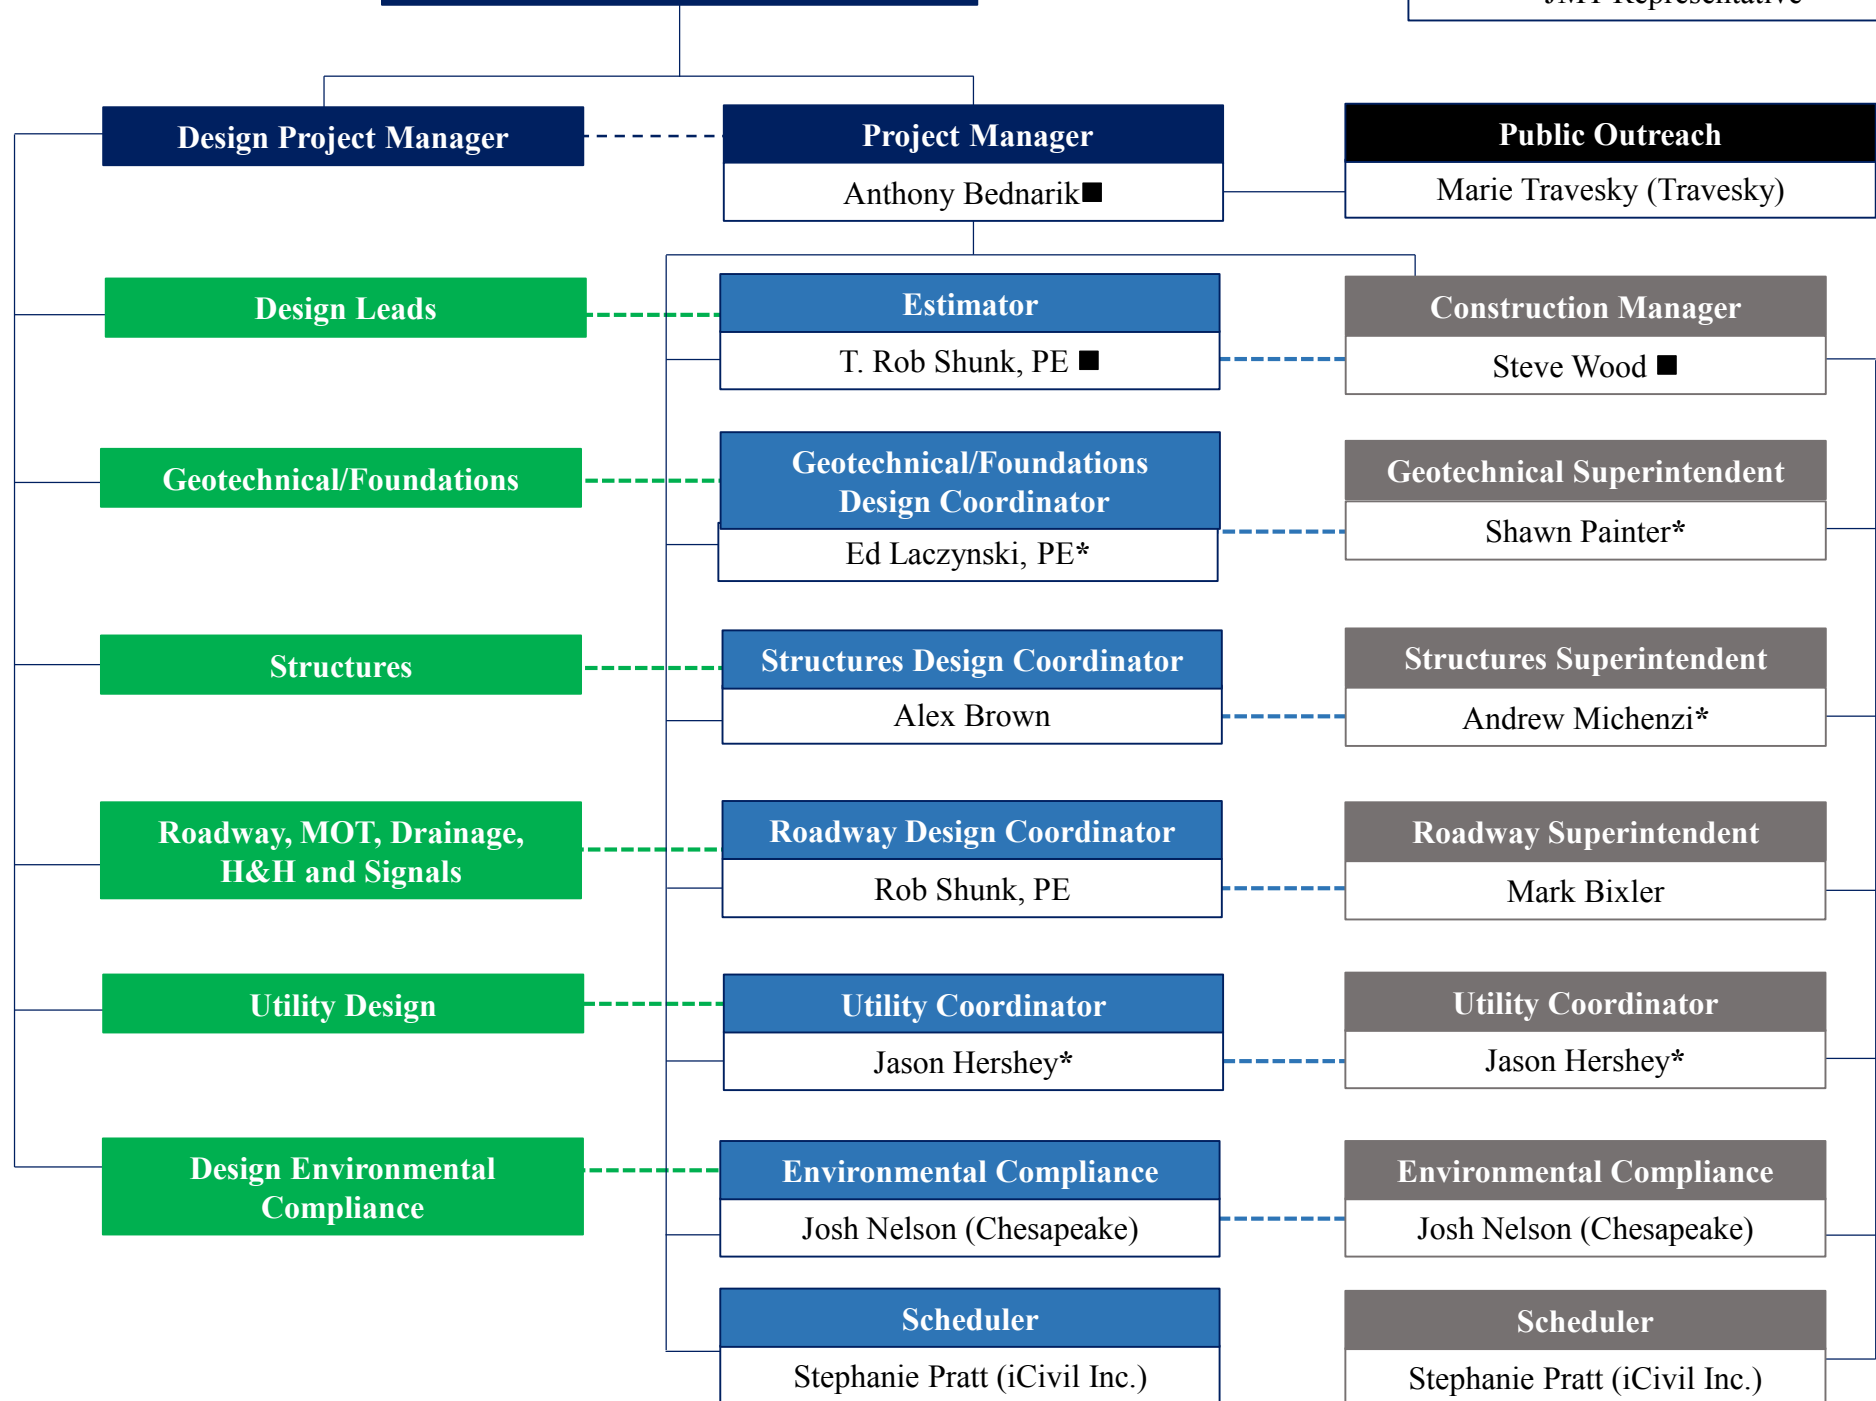 JMT Representative
Design Project Manager
Project Manager
Anthony Bednarik■
Public Outreach
Marie Travesky (Travesky)
Design Leads
Estimator
T. Rob Shunk, PE ■
Construction Manager
Steve Wood ■
Geotechnical/Foundations
Geotechnical/Foundations
Design Coordinator
Ed Laczynski, PE*
Geotechnical Superintendent
Shawn Painter*
Structures
Structures Design Coordinator
Alex Brown
Structures Superintendent
Andrew Michenzi*
Roadway, MOT, Drainage,
H&H and Signals
Roadway Design Coordinator
Rob Shunk, PE
Roadway Superintendent
Mark Bixler
Utility Design
Utility Coordinator
Jason Hershey*
Utility Coordinator
Jason Hershey*
Design Environmental
Compliance
Environmental Compliance
Josh Nelson (Chesapeake)
Environmental Compliance
Josh Nelson (Chesapeake)
Scheduler
Stephanie Pratt (iCivil Inc.)
Scheduler
Stephanie Pratt (iCivil Inc.)